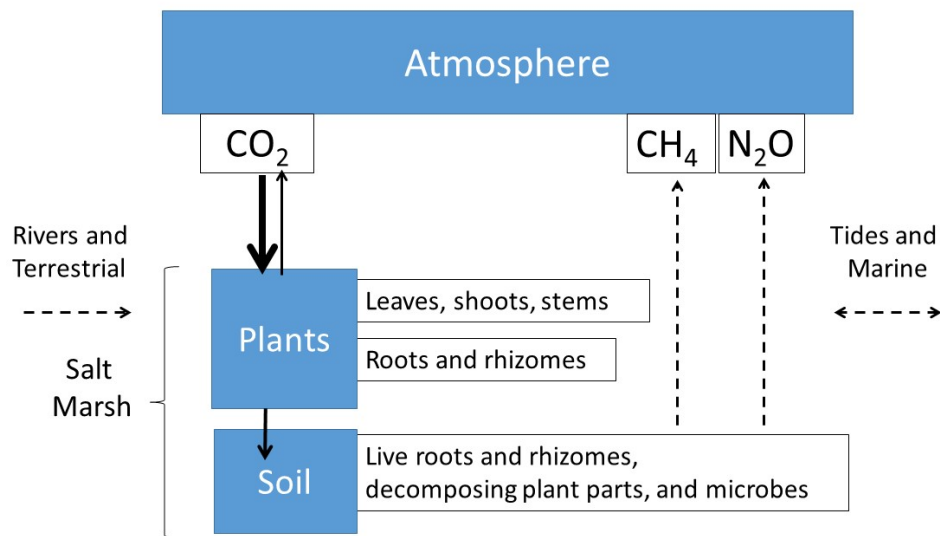 Atmosphere
CO₂
CH₄
N₂O
Rivers and
Terrestrial
Tides and
Marine
Salt
Marsh
Plants
Leaves, shoots, stems
Roots and rhizomes
Soil
Live roots and rhizomes,
decomposing plant parts, and microbes